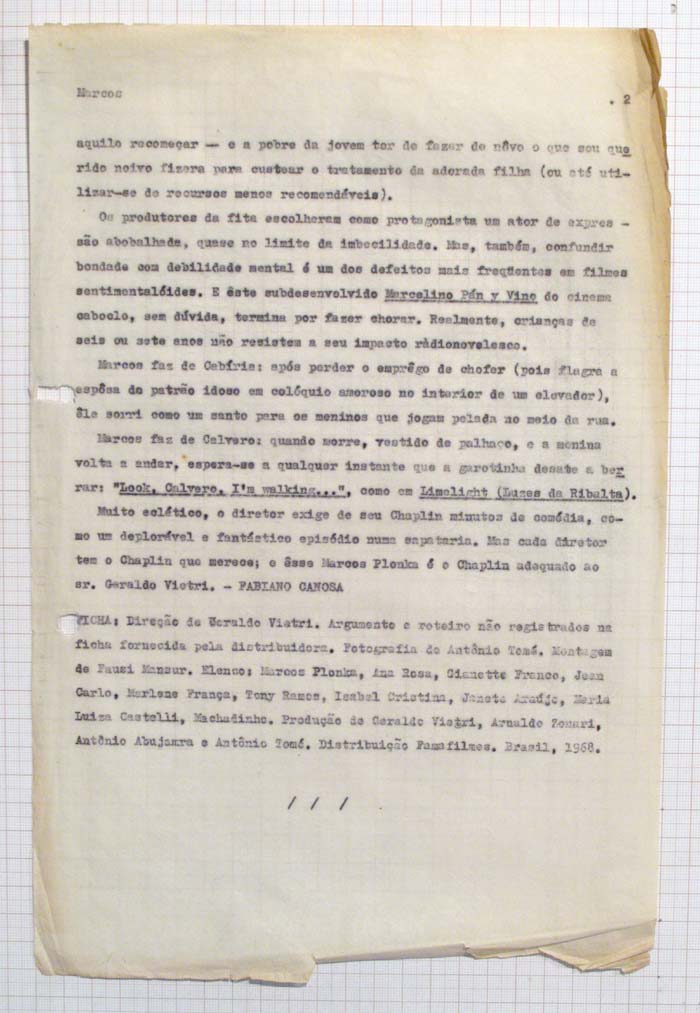 Marcos
. 2
aquilo recomeçar — e a pobre da jovem ter de fazer de nôvo o que seu que
rido noivo fizera para custear o tratamento da adorada filha (ou até uti-
lizar-se de recursos menos recomendáveis).
Os produtores da fita escolheram como protagonista um ator de expres -
são abobalhada, quase no limite da imbecilidade. Mas, também, confundir
bondade com debilidade mental é um dos defeitos mais freqüentes em filmes
sentimentalóides. E êste subdesenvolvido Marcelino Pán y Vino do cinema
caboclo, sem dúvida, termina por fazer chorar. Realmente, crianças de
seis ou sete anos não resistem a seu impacto ràdionovelesco.
Marcos faz de Cabíria: após perder o emprêgo de chofer (pois flagra a
espôsa do patrão idoso em colóquio amoroso no interior de um elevador),
êle sorri como um santo para os meninos que jogam pelada no meio da rua.
Marcos faz de Calvero: quando morre, vestido de palhaço, e a menina
volta a andar, espera-se a qualquer instante que a garotinha desate a ber
rar: "Look, Calvero, I'm walking...", como em Limelight (Luzes da Ribalta).
Muito eclético, o diretor exige de seu Chaplin minutos de comédia, co-
mo um deplorável e fantástico episódio numa sapataria. Mas cada diretor
tem o Chaplin que merece; e êsse Marcos Plonka é o Chaplin adequado ao
sr. Geraldo Vietri. - FABIANO CANOSA
FICHA: Direção de Geraldo Vietri. Argumento e roteiro não registrados na
ficha fornecida pela distribuidora. Fotografia de Antônio Tomé. Montagem
de Fauzi Mansur. Elenco: Marcos Plonka, Ana Rosa, Gianette Franco, Jean
Carlo, Marlene França, Tony Ramos, Isabel Cristina, Janete Araújo, Maria
Luiza Castelli, Machadinho. Produção de Geraldo Vietri, Arnaldo Zonari,
Antônio Abujamra e Antônio Tomé. Distribuição Famafilmes. Brasil, 1968.
/ / /